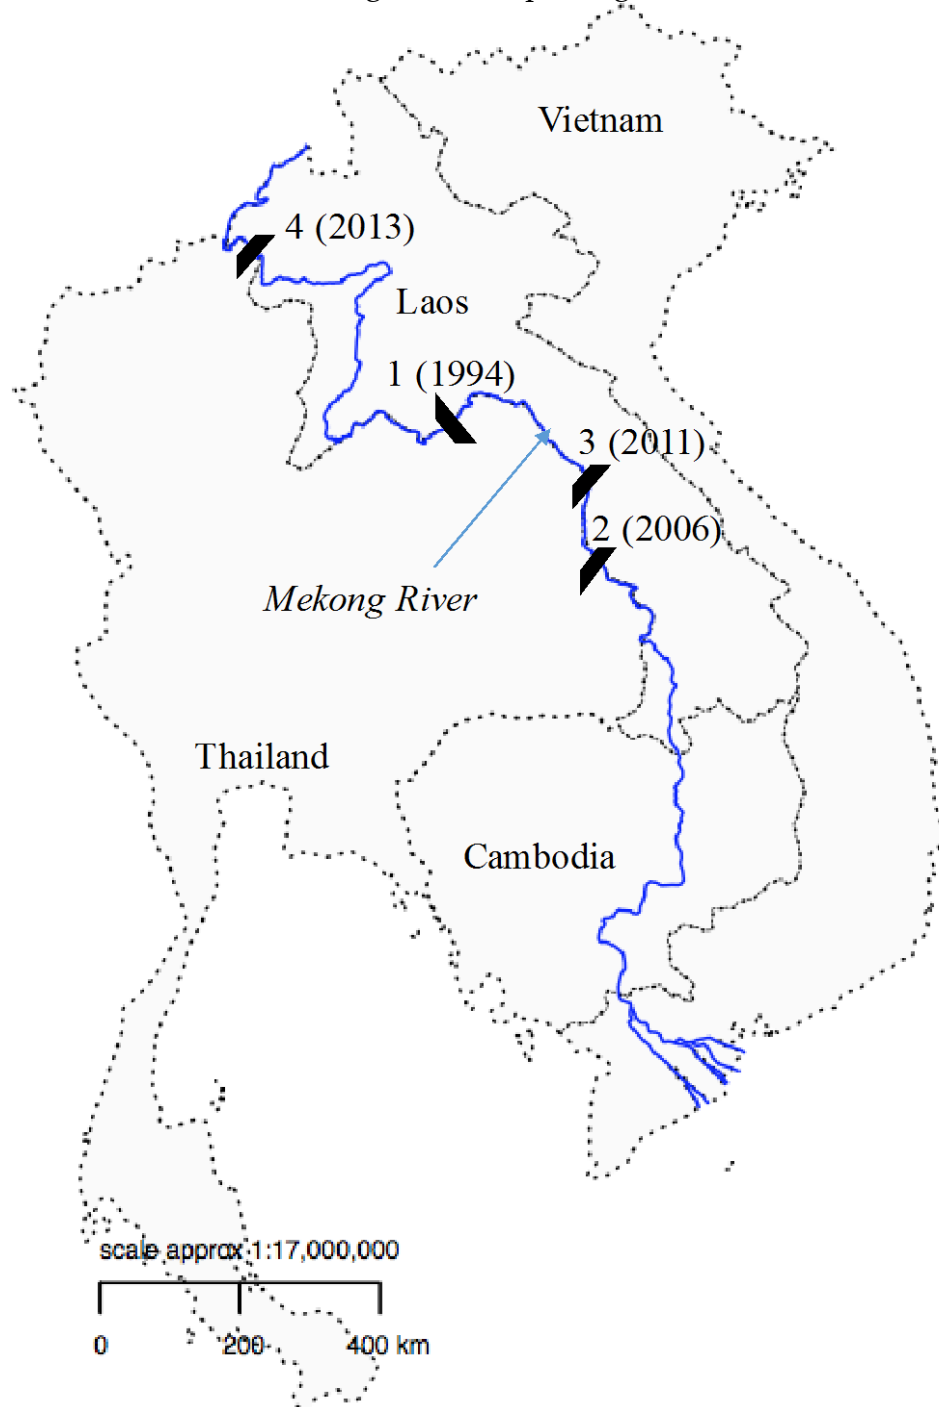 Vietnam
4 (2013)
Laos
1 (1994)
3 (2011)
2 (2006)
Mekong River
Thailand
Cambodia
scale approx 1:17,000,000
0 200 400 km